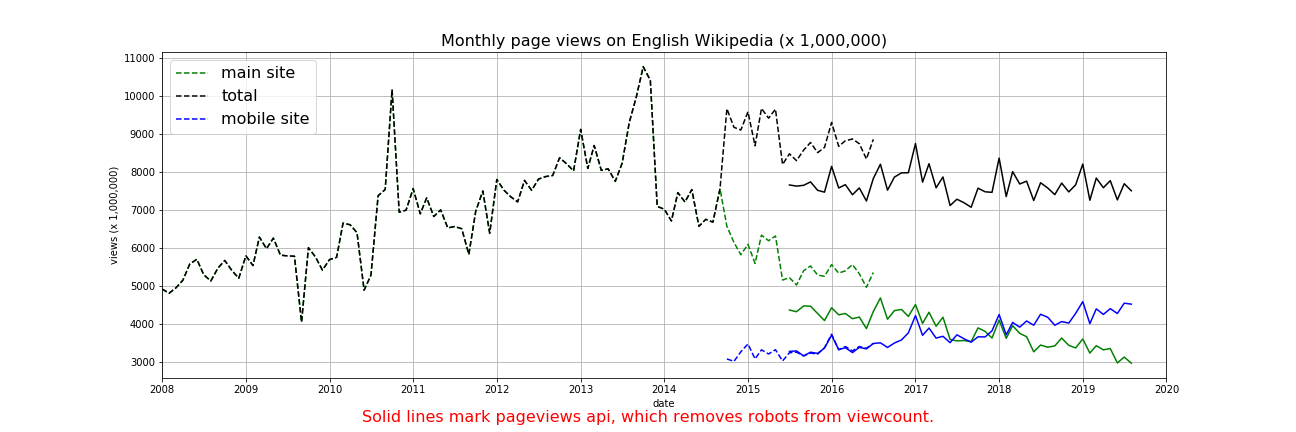 Monthly page views on English Wikipedia (x 1,000,000)
main site
total
mobile site
views (x 1,000,000)
11000
10000
9000
8000
7000
6000
5000
4000
3000
2008 2009 2010 2011 2012 2013 2014 2015 2016 2017 2018 2019 2020
date
Solid lines mark pageviews api, which removes robots from viewcount.